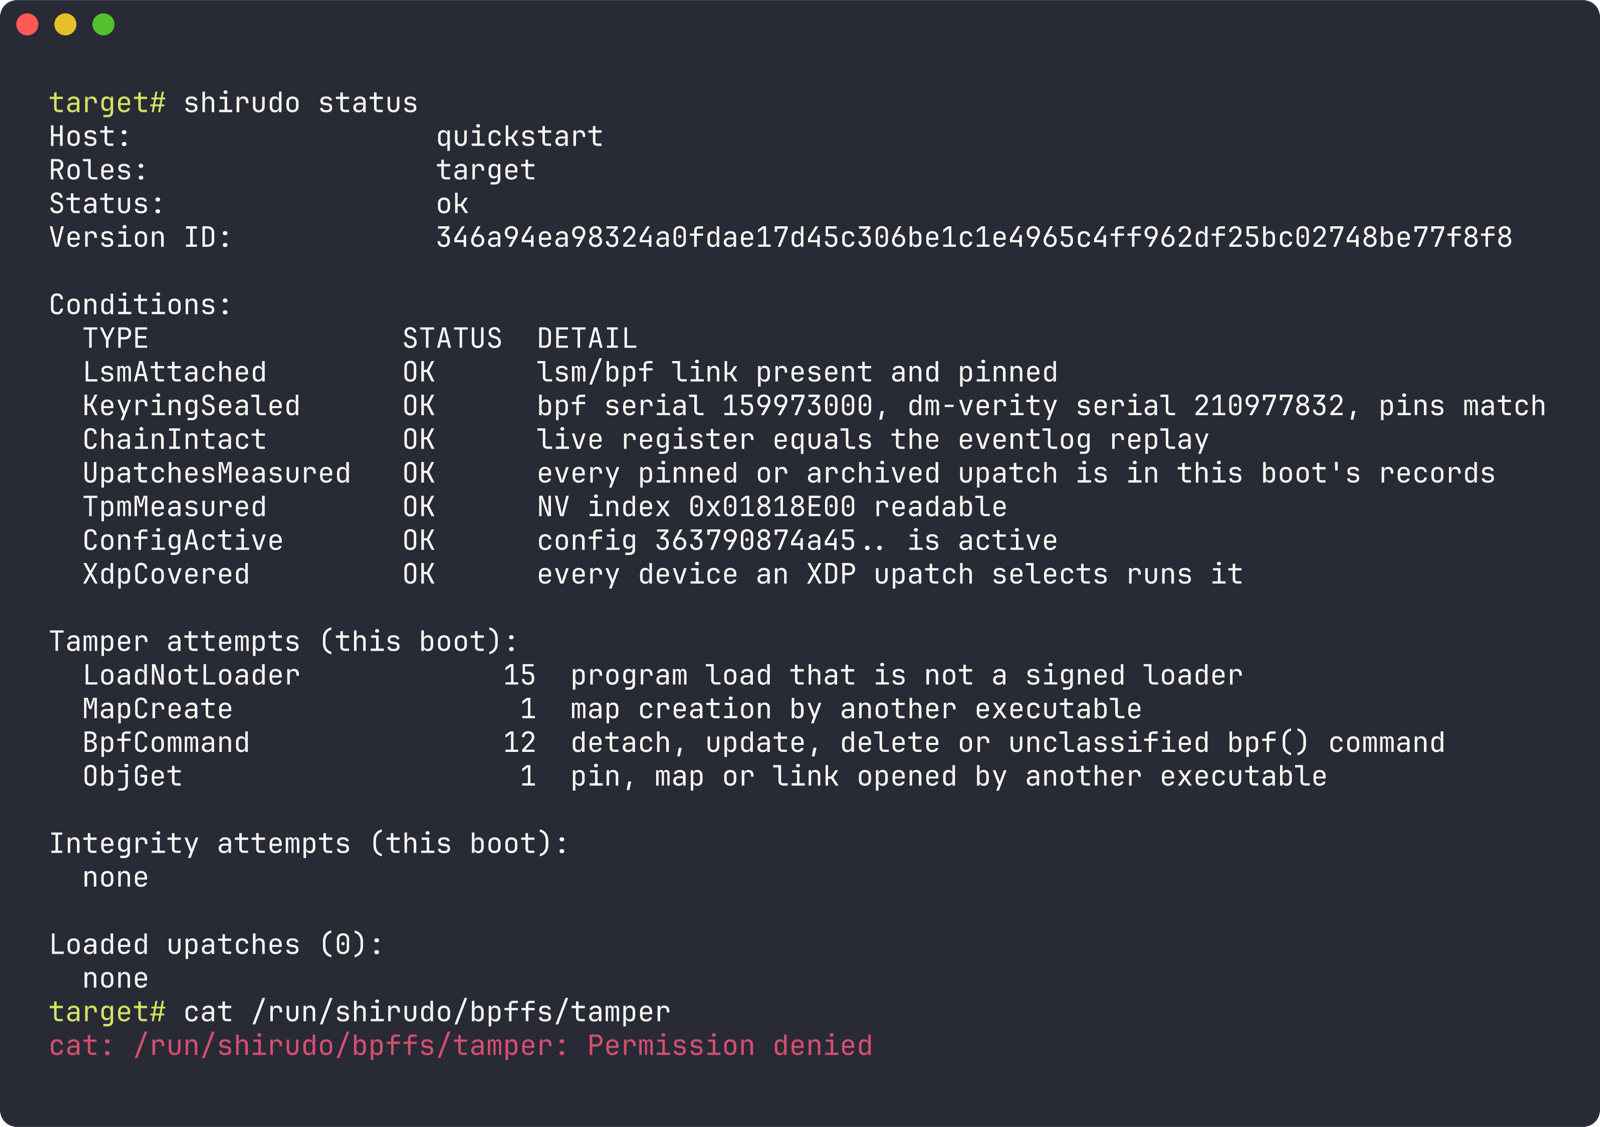 target# shirudo status
Host:                  quickstart
Roles:                 target
Status:                ok
Version ID:            346a94ea98324a0fdae17d45c306be1c1e4965c4ff962df25bc02748be77f8f8
Conditions:
  TYPE               STATUS  DETAIL
  LsmAttached        OK      lsm/bpf link present and pinned
  KeyringSealed      OK      bpf serial 159973000, dm-verity serial 210977832, pins match
  ChainIntact        OK      live register equals the eventlog replay
  UpatchesMeasured   OK      every pinned or archived upatch is in this boot's records
  TpmMeasured        OK      NV index 0x01818E00 readable
  ConfigActive       OK      config 363790874a45.. is active
  XdpCovered         OK      every device an XDP upatch selects runs it
Tamper attempts (this boot):
  LoadNotLoader            15  program load that is not a signed loader
  MapCreate                 1  map creation by another executable
  BpfCommand               12  detach, update, delete or unclassified bpf() command
  ObjGet                    1  pin, map or link opened by another executable
Integrity attempts (this boot):
  none
Loaded upatches (0):
  none
target# cat /run/shirudo/bpffs/tamper
cat: /run/shirudo/bpffs/tamper: Permission denied